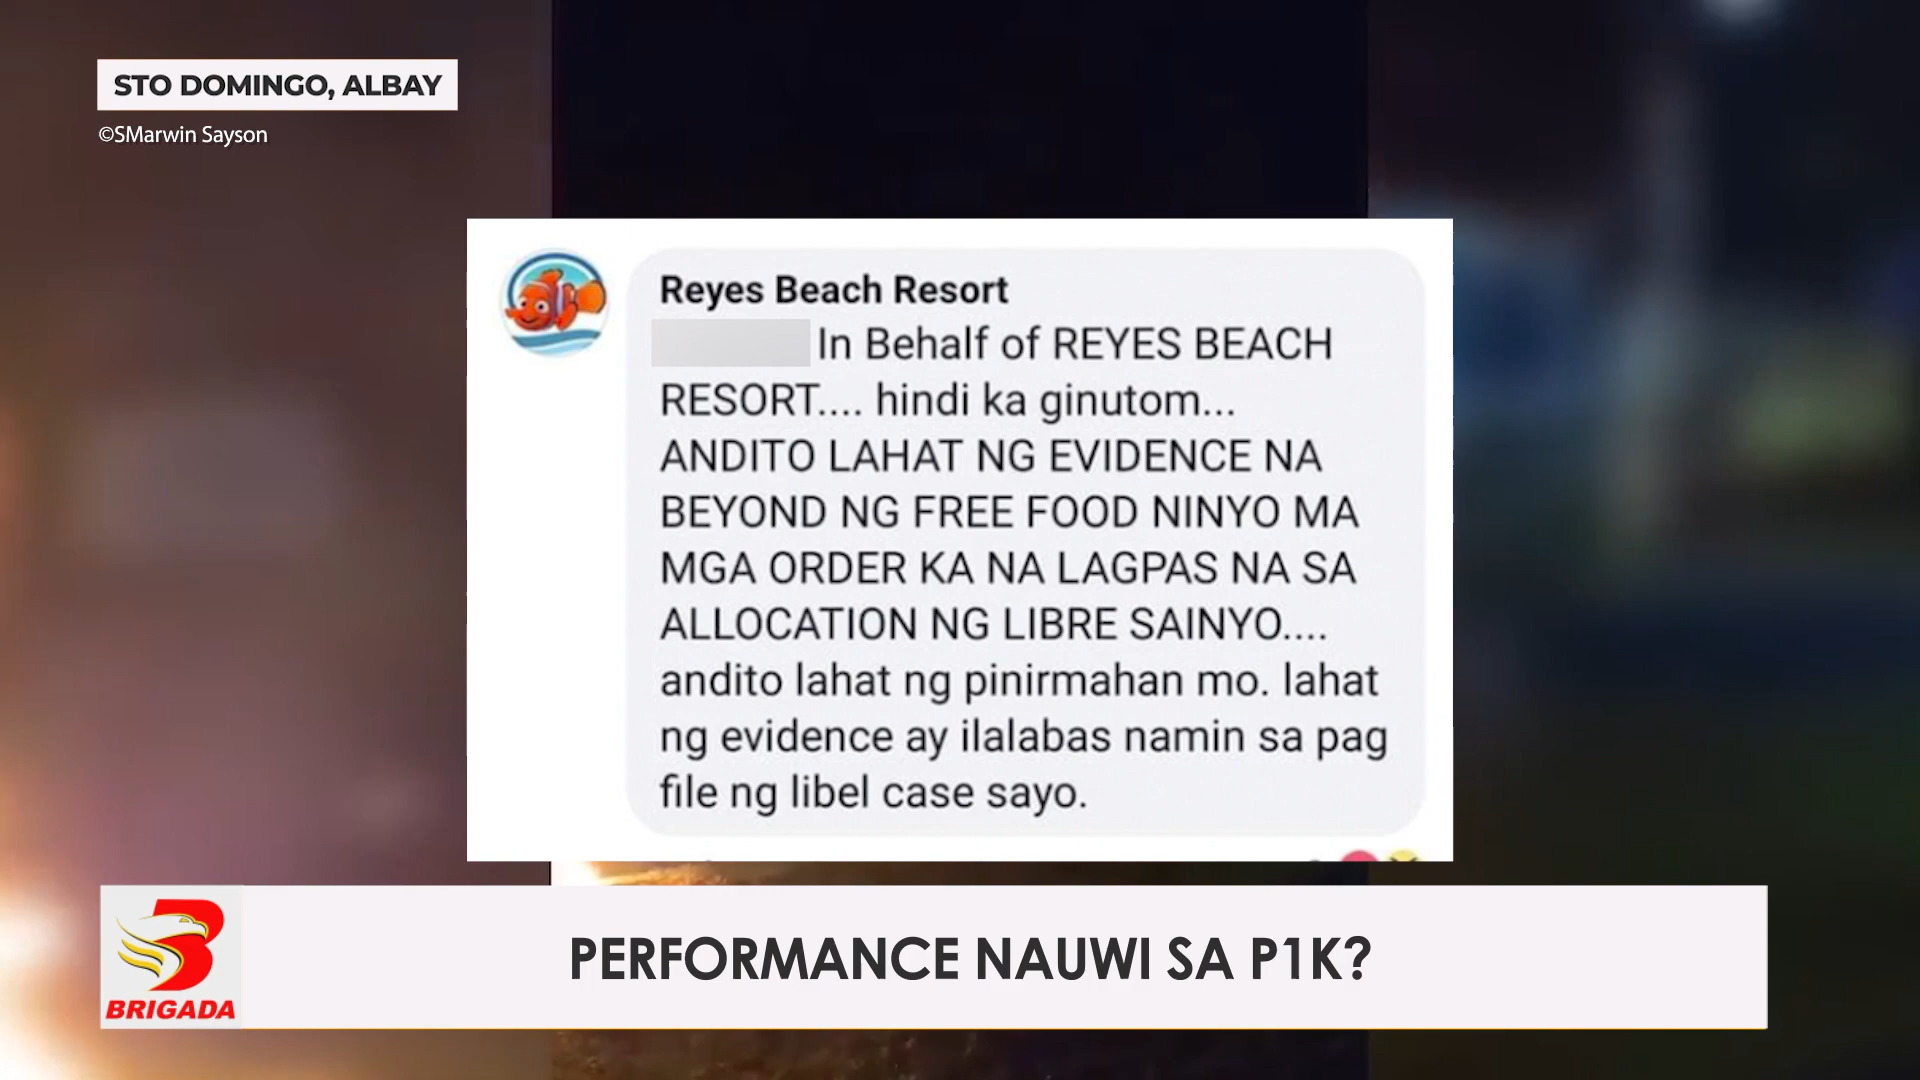 STO DOMINGO, ALBAY
©SMarwin Sayson
Reyes Beach Resort
In Behalf of REYES BEACH
RESORT.... hindi ka ginutom...
ANDITO LAHAT NG EVIDENCE NA
BEYOND NG FREE FOOD NINYO MA
MGA ORDER KA NA LAGPAS NA SA
ALLOCATION NG LIBRE SAINYO....
andito lahat ng pinirmahan mo. lahat
ng evidence ay ilalabas namin sa pag
file ng libel case sayo.
B
BRIGADA
PERFORMANCE NAUWI SA P1K?